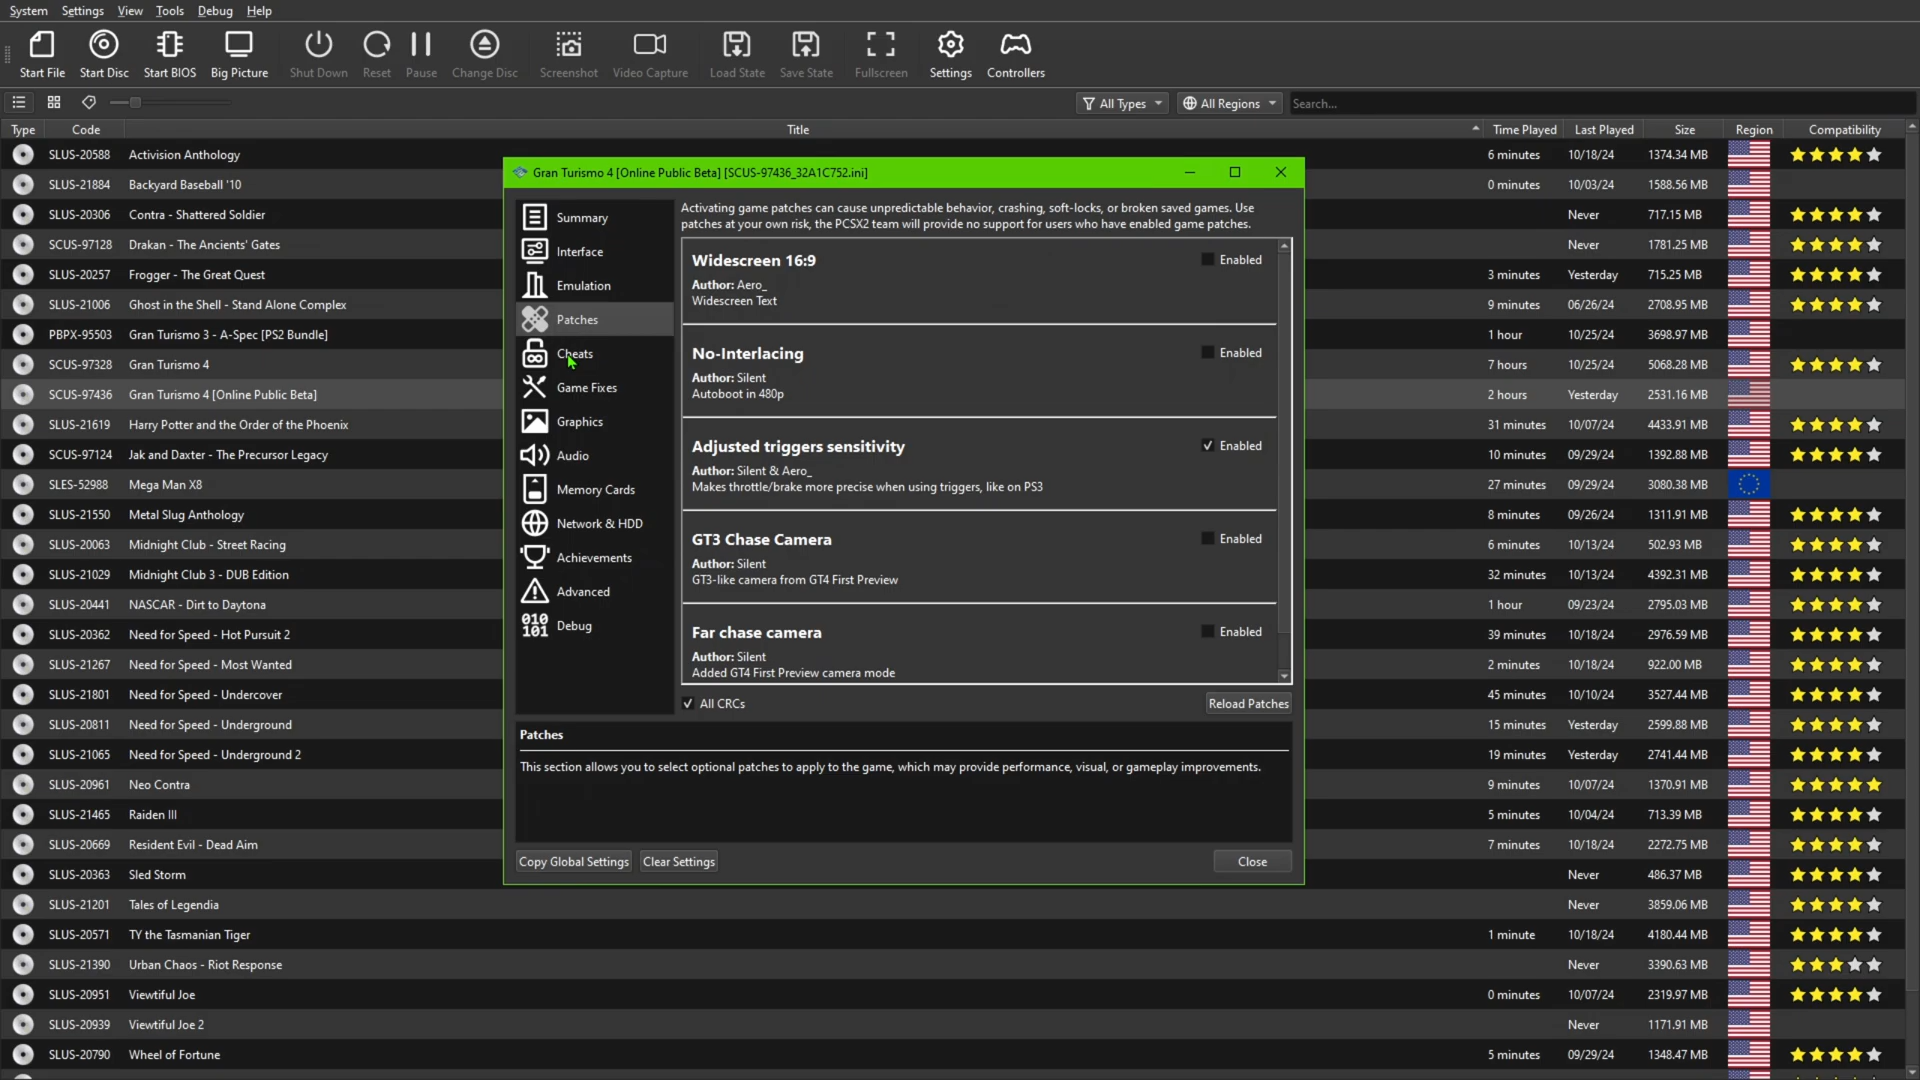 System Settings View Tools Debug Help
Start File Start Disc Start BIOS Big Picture Shut Down Reset Pause Change Disc Screenshot Video Capture Load State Save State Fullscreen Settings Controllers
All Types All Regions Search...
Type Code Title Time Played Last Played Size Region Compatibility
SLUS-20588 Activision Anthology 6 minutes 10/18/24 1374.34 MB
SLUS-21884 Backyard Baseball '10 0 minutes 10/03/24 1588.56 MB
SLUS-20306 Contra - Shattered Soldier Never 717.15 MB
SCUS-97128 Drakan - The Ancients' Gates Never 1781.25 MB
SLUS-20257 Frogger - The Great Quest 3 minutes Yesterday 715.25 MB
SLUS-21006 Ghost in the Shell - Stand Alone Complex 9 minutes 06/26/24 2708.95 MB
PBPX-95503 Gran Turismo 3 - A-Spec [PS2 Bundle] 1 hour 10/25/24 3698.97 MB
SCUS-97328 Gran Turismo 4 7 hours 10/25/24 5068.28 MB
SCUS-97436 Gran Turismo 4 [Online Public Beta] 2 hours Yesterday 2531.16 MB
SLUS-21619 Harry Potter and the Order of the Phoenix 31 minutes 10/07/24 4433.91 MB
SCUS-97124 Jak and Daxter - The Precursor Legacy 10 minutes 09/29/24 1392.88 MB
SLES-52988 Mega Man X8 27 minutes 09/29/24 3080.38 MB
SLUS-21550 Metal Slug Anthology 8 minutes 09/26/24 1311.91 MB
SLUS-20063 Midnight Club - Street Racing 6 minutes 10/13/24 502.93 MB
SLUS-21029 Midnight Club 3 - DUB Edition 32 minutes 10/13/24 4392.31 MB
SLUS-20441 NASCAR - Dirt to Daytona 1 hour 09/23/24 2795.03 MB
SLUS-20362 Need for Speed - Hot Pursuit 2 39 minutes 10/18/24 2976.59 MB
SLUS-21267 Need for Speed - Most Wanted 2 minutes 10/18/24 922.00 MB
SLUS-21801 Need for Speed - Undercover 45 minutes 10/10/24 3527.44 MB
SLUS-20811 Need for Speed - Underground 15 minutes Yesterday 2599.88 MB
SLUS-21065 Need for Speed - Underground 2 19 minutes Yesterday 2741.44 MB
SLUS-20961 Neo Contra 9 minutes 10/07/24 1370.91 MB
SLUS-21465 Raiden III 5 minutes 10/04/24 713.39 MB
SLUS-20669 Resident Evil - Dead Aim 7 minutes 10/18/24 2272.75 MB
SLUS-20363 Sled Storm Never 486.37 MB
SLUS-21201 Tales of Legendia Never 3859.06 MB
SLUS-20571 TY the Tasmanian Tiger 1 minute 10/18/24 4180.44 MB
SLUS-21390 Urban Chaos - Riot Response Never 3390.63 MB
SLUS-20951 Viewtiful Joe 0 minutes 10/07/24 2319.97 MB
SLUS-20939 Viewtiful Joe 2 Never 1171.91 MB
SLUS-20790 Wheel of Fortune 5 minutes 09/29/24 1348.47 MB
Gran Turismo 4 [Online Public Beta] [SCUS-97436_32A1C752.ini]
Summary
Interface
Emulation
Patches
Cheats
Game Fixes
Graphics
Audio
Memory Cards
Network & HDD
Achievements
Advanced
010
101
Debug
Activating game patches can cause unpredictable behavior, crashing, soft-locks, or broken saved games. Use
patches at your own risk, the PCSX2 team will provide no support for users who have enabled game patches.
Widescreen 16:9 Enabled
Author: Aero_
Widescreen Text
No-Interlacing Enabled
Author: Silent
Autoboot in 480p
Adjusted triggers sensitivity Enabled
Author: Silent & Aero_
Makes throttle/brake more precise when using triggers, like on PS3
GT3 Chase Camera Enabled
Author: Silent
GT3-like camera from GT4 First Preview
Far chase camera Enabled
Author: Silent
Added GT4 First Preview camera mode
All CRCs Reload Patches
Patches
This section allows you to select optional patches to apply to the game, which may provide performance, visual, or gameplay improvements.
Copy Global Settings Clear Settings Close